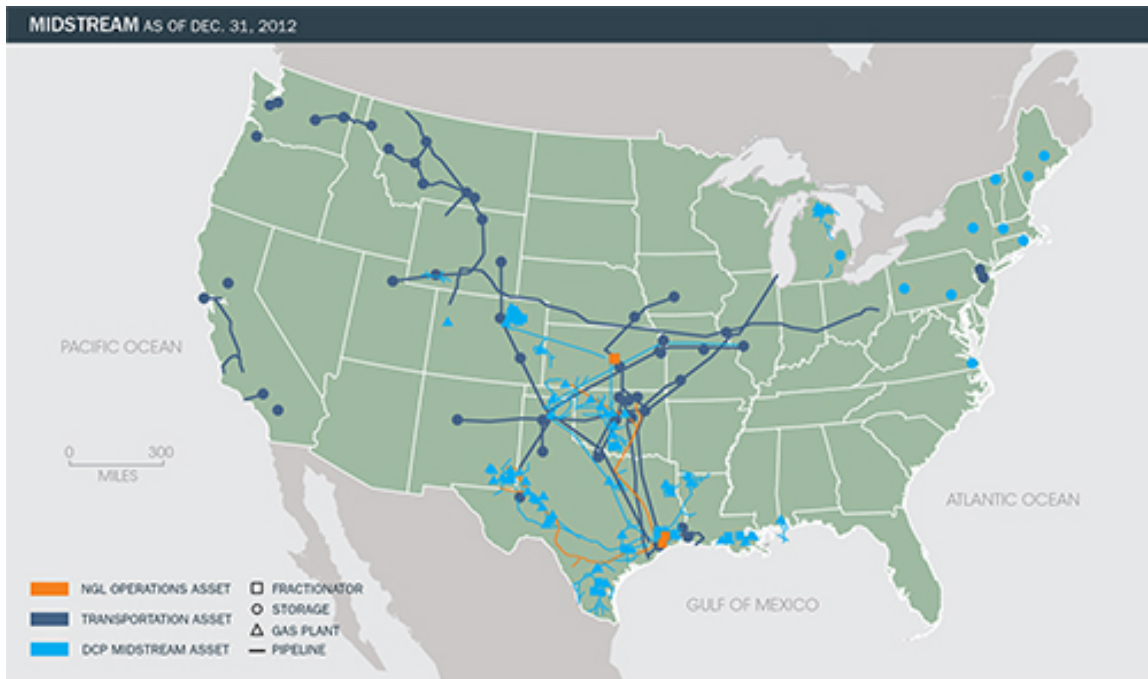 MIDSTREAM AS OF DEC. 31, 2012
PACIFIC OCEAN
0 300
MILES
ATLANTIC OCEAN
GULF OF MEXICO
NGL OPERATIONS ASSET
TRANSPORTATION ASSET
DCP MIDSTREAM ASSET
FRACTIONATOR
STORAGE
GAS PLANT
PIPELINE